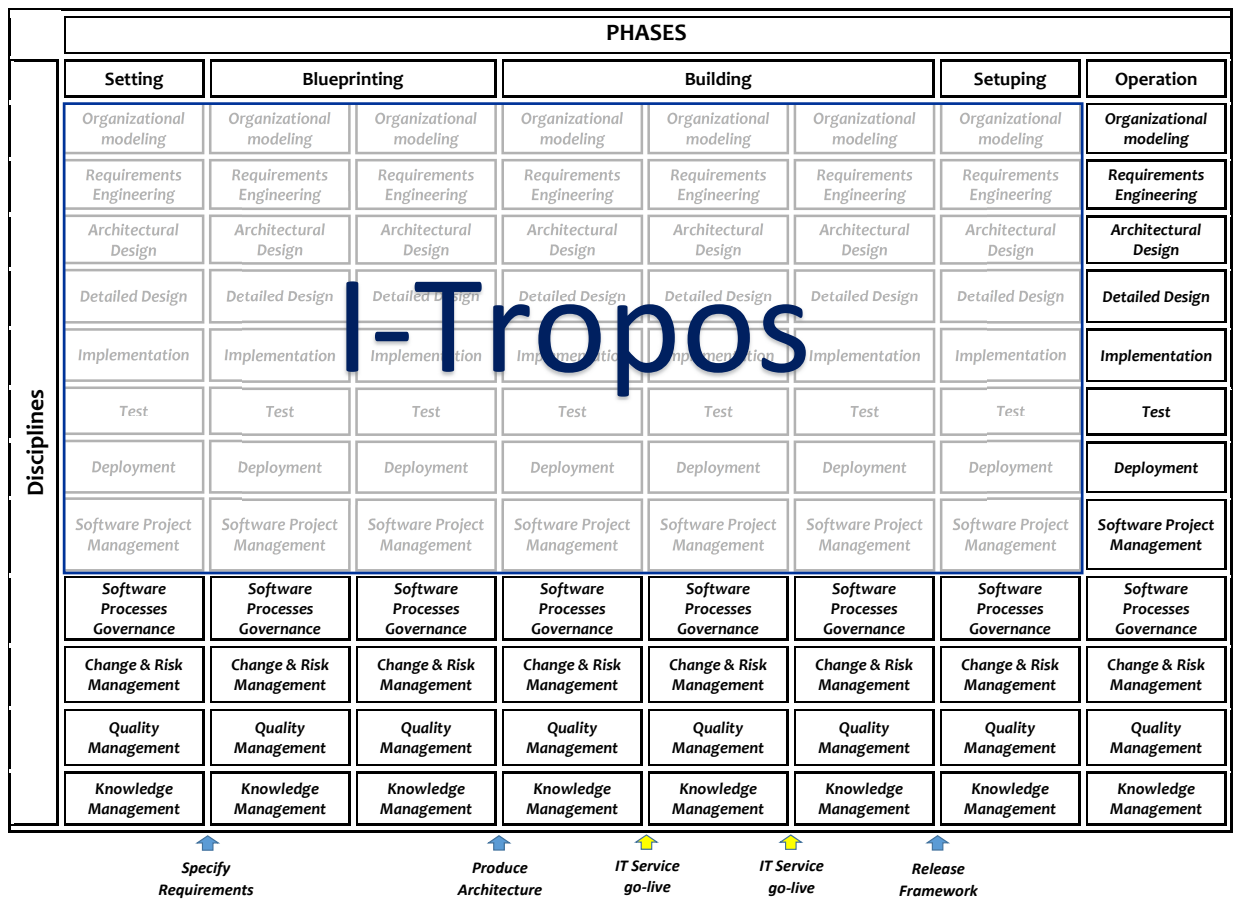 PHASES
Setting Blueprinting Building Setuping Operation
Disciplines
Organizational Organizational Organizational Organizational Organizational Organizational Organizational Organizational
modeling modeling modeling modeling modeling modeling modeling modeling
Requirements Requirements Requirements Requirements Requirements Requirements Requirements Requirements
Engineering Engineering Engineering Engineering Engineering Engineering Engineering Engineering
Architectural Architectural Architectural Architectural Architectural Architectural Architectural Architectural
Design Design Design Design Design Design Design Design
Detailed Design Detailed Design Detailed Design Detailed Design Detailed Design Detailed Design Detailed Design Detailed Design
I-Tropos
Implementation Implementation Implementation Implementation Implementation Implementation Implementation Implementation
Test Test Test Test Test Test Test Test
Deployment Deployment Deployment Deployment Deployment Deployment Deployment Deployment
Software Project Software Project Software Project Software Project Software Project Software Project Software Project Software Project
Management Management Management Management Management Management Management Management
Software Software Software Software Software Software Software Software
Processes Processes Processes Processes Processes Processes Processes Processes
Governance Governance Governance Governance Governance Governance Governance Governance
Change & Risk Change & Risk Change & Risk Change & Risk Change & Risk Change & Risk Change & Risk Change & Risk
Management Management Management Management Management Management Management Management
Quality Quality Quality Quality Quality Quality Quality Quality
Management Management Management Management Management Management Management Management
Knowledge Knowledge Knowledge Knowledge Knowledge Knowledge Knowledge Knowledge
Management Management Management Management Management Management Management Management
Specify Produce IT Service IT Service Release
Requirements Architecture go-live go-live Framework